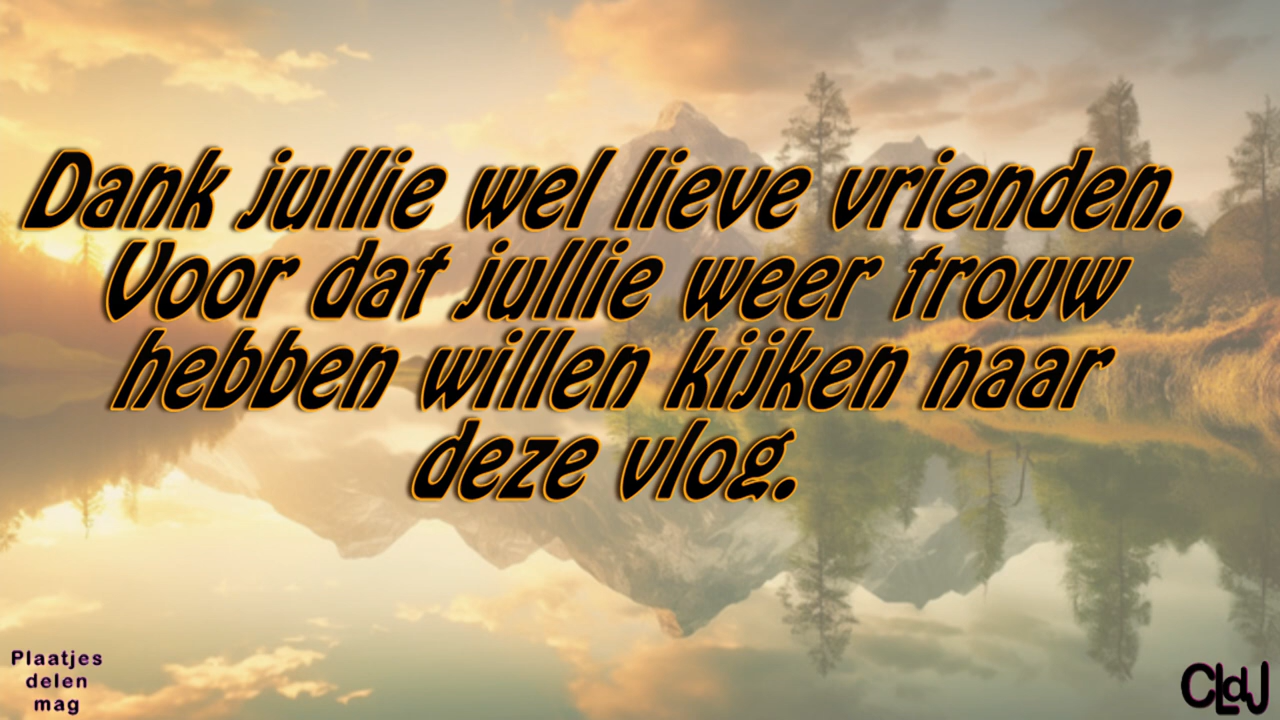 Dank jullie wel lieve vrienden.
Voor dat jullie weer trouw
hebben willen kijken naar
deze vlog.
Plaatjes
delen
mag
CLdJ